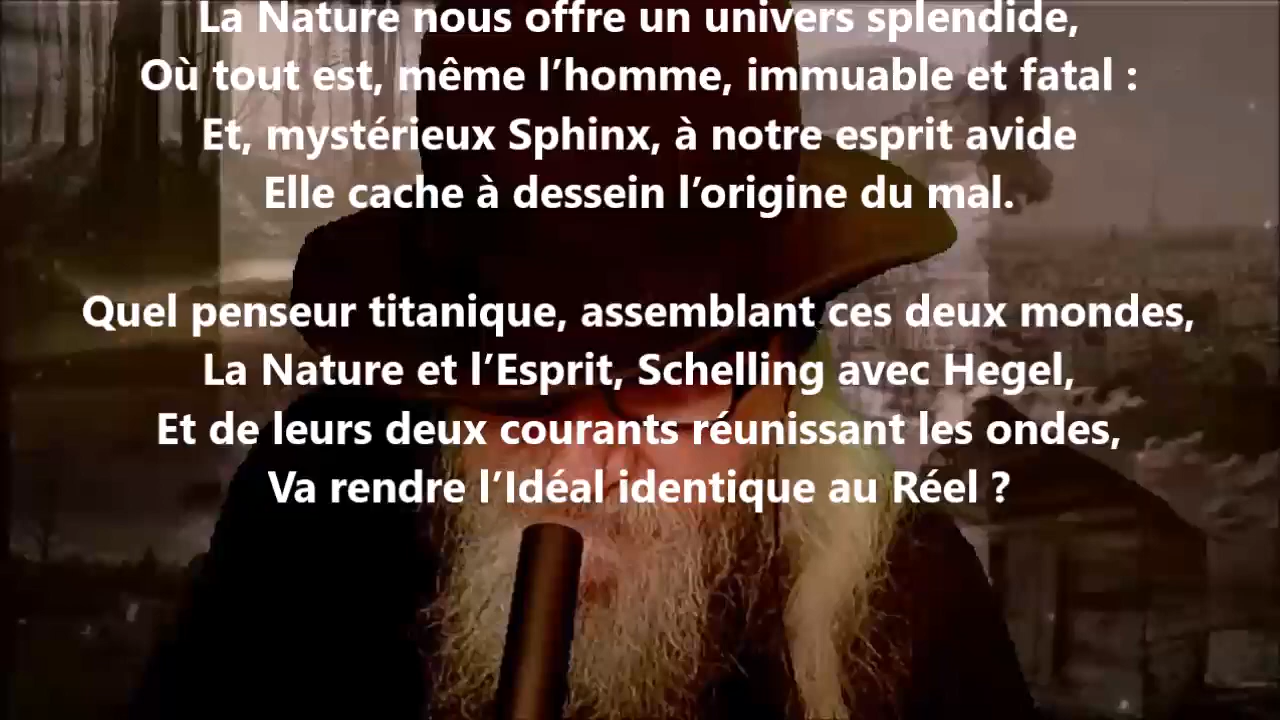 La Nature nous offre un univers splendide,
Où tout est, même l’homme, immuable et fatal :
Et, mystérieux Sphinx, à notre esprit avide
Elle cache à dessein l’origine du mal.
Quel penseur titanique, assemblant ces deux mondes,
La Nature et l’Esprit, Schelling avec Hegel,
Et de leurs deux courants réunissant les ondes,
Va rendre l’Idéal identique au Réel ?